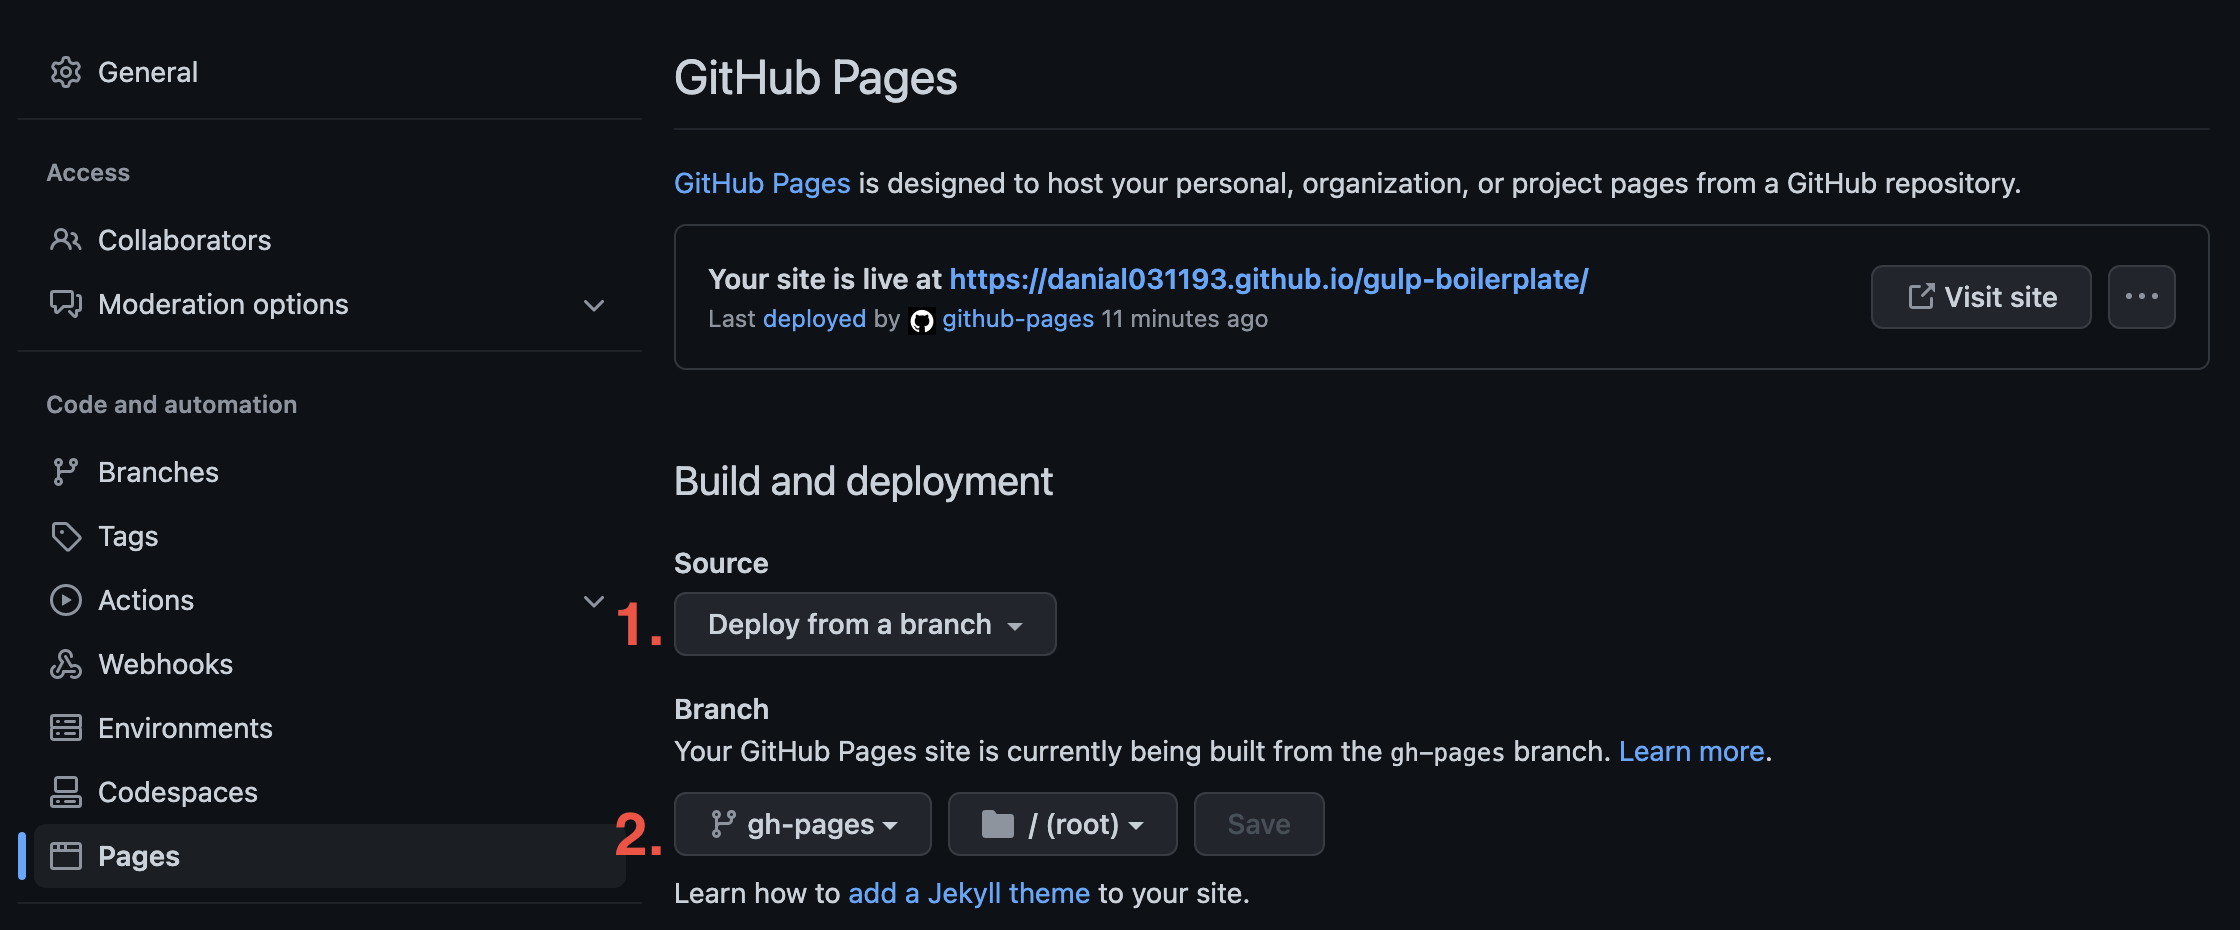 General
Access
Collaborators
Moderation options
Code and automation
Branches
Tags
Actions
Webhooks
Environments
Codespaces
Pages
GitHub Pages
GitHub Pages is designed to host your personal, organization, or project pages from a GitHub repository.
Your site is live at https://danial031193.github.io/gulp-boilerplate/
Last deployed by github-pages 11 minutes ago
Visit site
Build and deployment
Source
1. Deploy from a branch
Branch
Your GitHub Pages site is currently being built from the gh-pages branch. Learn more.
2. gh-pages / (root) Save
Learn how to add a Jekyll theme to your site.